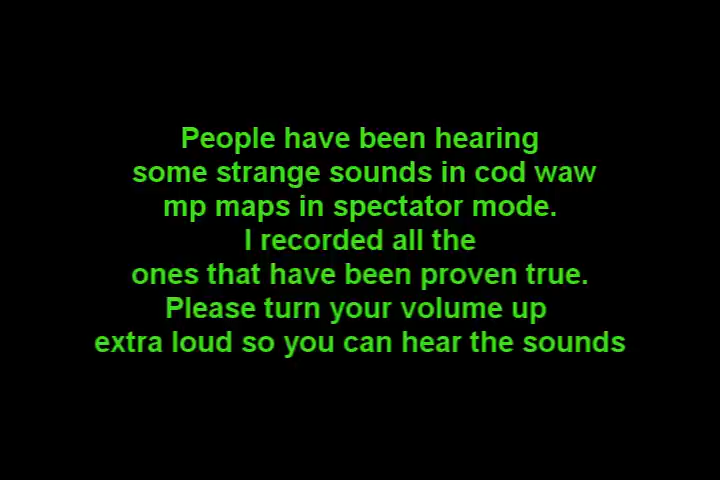 People have been hearing
some strange sounds in cod waw
mp maps in spectator mode.
I recorded all the
ones that have been proven true.
Please turn your volume up
extra loud so you can hear the sounds